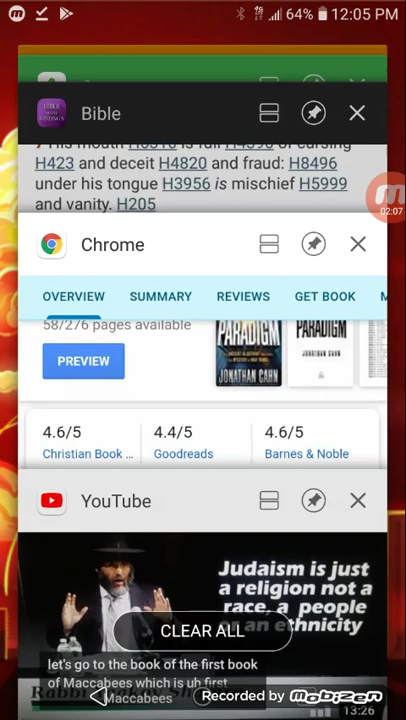 64% 12:05 PM
Bible
His mouth H6310 is full H4390 of cursing
H423 and deceit H4820 and fraud: H8496
under his tongue H3956 is mischief H5999
and vanity. H205
02:07
Chrome
OVERVIEW SUMMARY REVIEWS GET BOOK
58/276 pages available
PREVIEW
PARADIGM
JONATHAN CAHN
PARADIGM
JONATHAN CAHN
4.6/5 4.4/5 4.6/5
Christian Book ... Goodreads Barnes & Noble
YouTube
Judaism is just
a religion not a
race, a people
or an ethnicity
CLEAR ALL
let's go to the book of the first book
of Maccabees which is uh first
Maccabees
Recorded by Mobizen
13:26